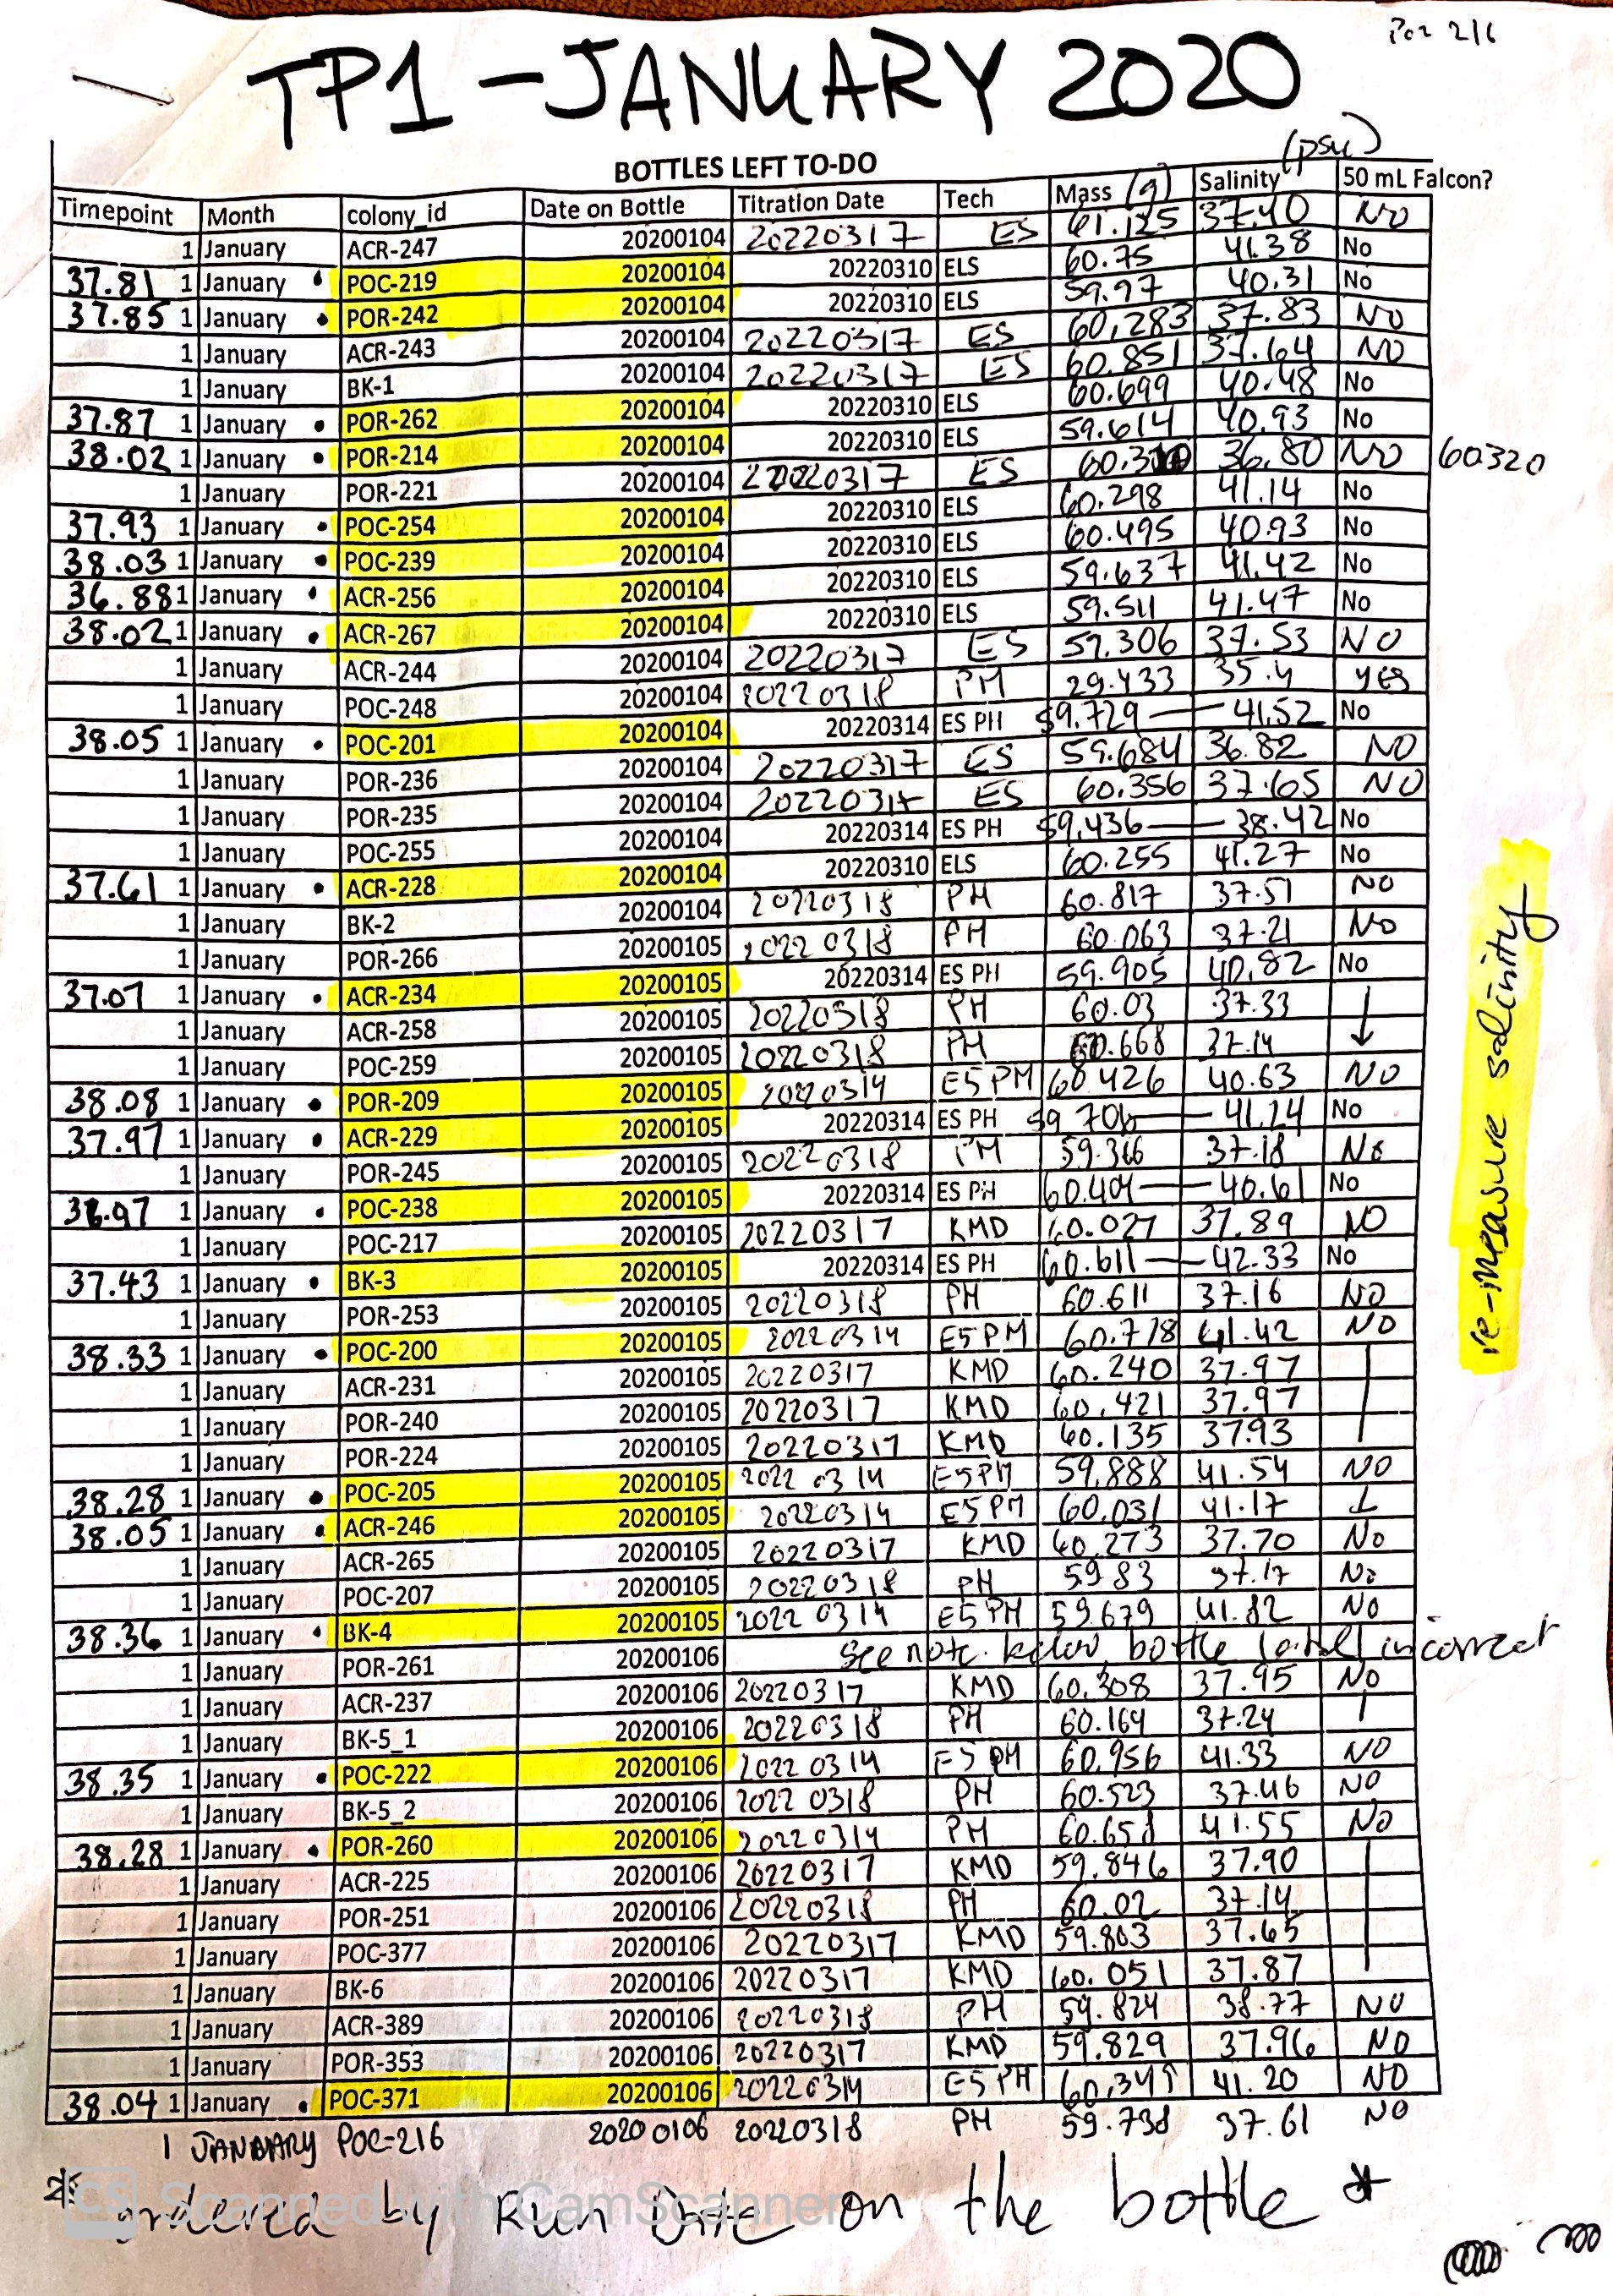 Por 216
TP1 - JANUARY 2020
(psu)
BOTTLES LEFT TO-DO
Timepoint Month colony_id Date on Bottle Titration Date Tech Mass (g) Salinity 50 mL Falcon?
1 January ACR-247 20200104 20220317 ES 61.125 37.40 NO
37.81 1 January • POC-219 20200104 20220310 ELS 60.75 41.38 No
37.85 1 January • POR-242 20200104 20220310 ELS 59.97 40.31 No
1 January ACR-243 20200104 20220317 ES 60.283 37.83 NO
1 January BK-1 20200104 20220317 ES 60.851 37.64 NO
37.87 1 January • POR-262 20200104 20220310 ELS 60.699 40.48 No
38.02 1 January • POR-214 20200104 20220310 ELS 59.614 40.93 No
1 January POR-221 20200104 20220317 ES 36.80 NO 60320
37.93 1 January • POC-254 20200104 20220310 ELS 60.298 41.14 No
38.03 1 January • POC-239 20200104 20220310 ELS 60.495 40.93 No
36.88 1 January • ACR-256 20200104 20220310 ELS 59.637 41.42 No
38.02 1 January • ACR-267 20200104 20220310 ELS 59.511 41.47 No
1 January ACR-244 20200104 20220317 ES 59.306 37.53 NO
1 January POC-248 20200104 20220318 PM 29.433 35.4 yes
38.05 1 January • POC-201 20200104 20220314 ES PH 59.729 — 41.52 No
1 January POR-236 20200104 20220317 ES 59.684 36.82 NO
1 January POR-235 20200104 20220317 ES 60.356 37.65 NO
1 January POC-255 20200104 20220314 ES PH 59.436 — 38.42 No
37.61 1 January • ACR-228 20200104 20220310 ELS 60.255 41.27 No
1 January BK-2 20200104 20220318 PH 60.817 37.51 NO
1 January POR-266 20200105 20220318 PH 60.063 37.21 NO
37.07 1 January • ACR-234 20200105 20220314 ES PH 59.905 40.82 No
1 January ACR-258 20200105 20220318 PH 60.03 37.33
1 January POC-259 20200105 20220318 PH 60.668 37.14 ↓
38.08 1 January • POR-209 20200105 20220314 ES PM 60.426 40.63 NO
37.97 1 January • ACR-229 20200105 20220314 ES PH 59.706 — 41.24 No
1 January POR-245 20200105 20220318 PM 59.366 37.18 No
1 January • POC-238 20200105 20220314 ES PH 60.404 — 40.61 No
1 January POC-217 20200105 20220317 KMD 60.027 37.89 NO
37.43 1 January • BK-3 20200105 20220314 ES PH 60.611 — 42.33 No
1 January POR-253 20200105 20220318 PH 60.611 37.16 NO
38.33 1 January • POC-200 20200105 20220314 ES PM 60.778 41.42 NO
1 January ACR-231 20200105 20220317 KMD 60.240 37.97
1 January POR-240 20200105 20220317 KMD 60.421 37.97
1 January POR-224 20200105 20220317 KMD 60.135 37.93
38.28 1 January • POC-205 20200105 20220314 ES PM 59.888 41.54 NO
38.05 1 January • ACR-246 20200105 20220314 ES PM 60.031 41.17 ↓
1 January ACR-265 20200105 20220317 KMD 60.273 37.70 No
1 January POC-207 20200105 20220318 PH 59.83 37.17 No
38.36 1 January • BK-4 20200105 20220314 ES PM 59.679 41.82 NO
1 January POR-261 20200106 See note below, bottle label incorrect
1 January ACR-237 20200106 20220317 KMD 60.308 37.95 NO
1 January BK-5_1 20200106 20220318 PH 60.164 37.24
38.35 1 January • POC-222 20200106 20220314 ES PH 60.956 41.33 NO
1 January BK-5_2 20200106 20220318 PH 60.523 37.46 NO
38.28 1 January • POR-260 20200106 20220314 PH 60.658 41.55 NO
1 January ACR-225 20200106 20220317 KMD 59.846 37.90
1 January POR-251 20200106 20220318 PH 60.02 37.14
1 January POC-377 20200106 20220317 KMD 59.803 37.65
1 January BK-6 20200106 20220317 KMD 60.051 37.87
1 January ACR-389 20200106 20220318 PH 59.824 38.77 NO
1 January POR-353 20200106 20220317 KMD 59.829 37.96 NO
38.04 1 January • POC-371 20200106 20220314 ES PH 60.349 41.20 NO
1 JANUARY POC-216 20200106 20220318 PH 59.738 37.61 NO
* ordered by Run Date on the bottle *
CS Scanned with CamScanner
re-measure salinity